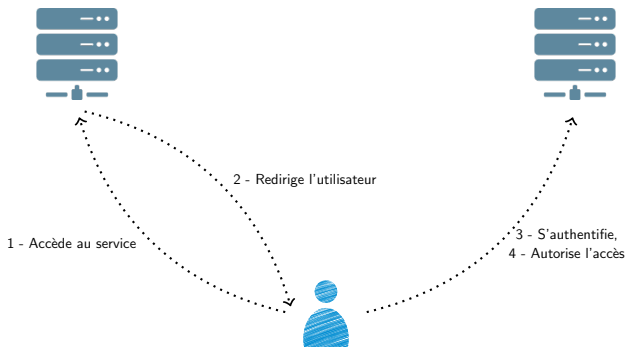 2 - Redirige l'utilisateur
1 - Accède au service
3 - S'authentifie,
4 - Autorise l'accès